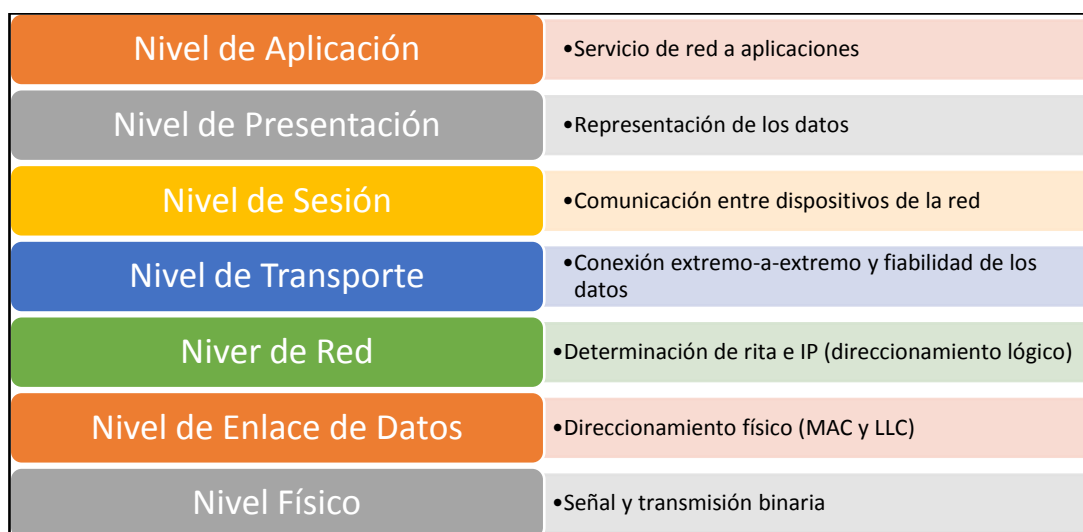 Nivel de Aplicación
•Servicio de red a aplicaciones
Nivel de Presentación
•Representación de los datos
Nivel de Sesión
•Comunicación entre dispositivos de la red
Nivel de Transporte
•Conexión extremo-a-extremo y fiabilidad de los
datos
Niver de Red
•Determinación de rita e IP (direccionamiento lógico)
Nivel de Enlace de Datos
•Direccionamiento físico (MAC y LLC)
Nivel Físico
•Señal y transmisión binaria